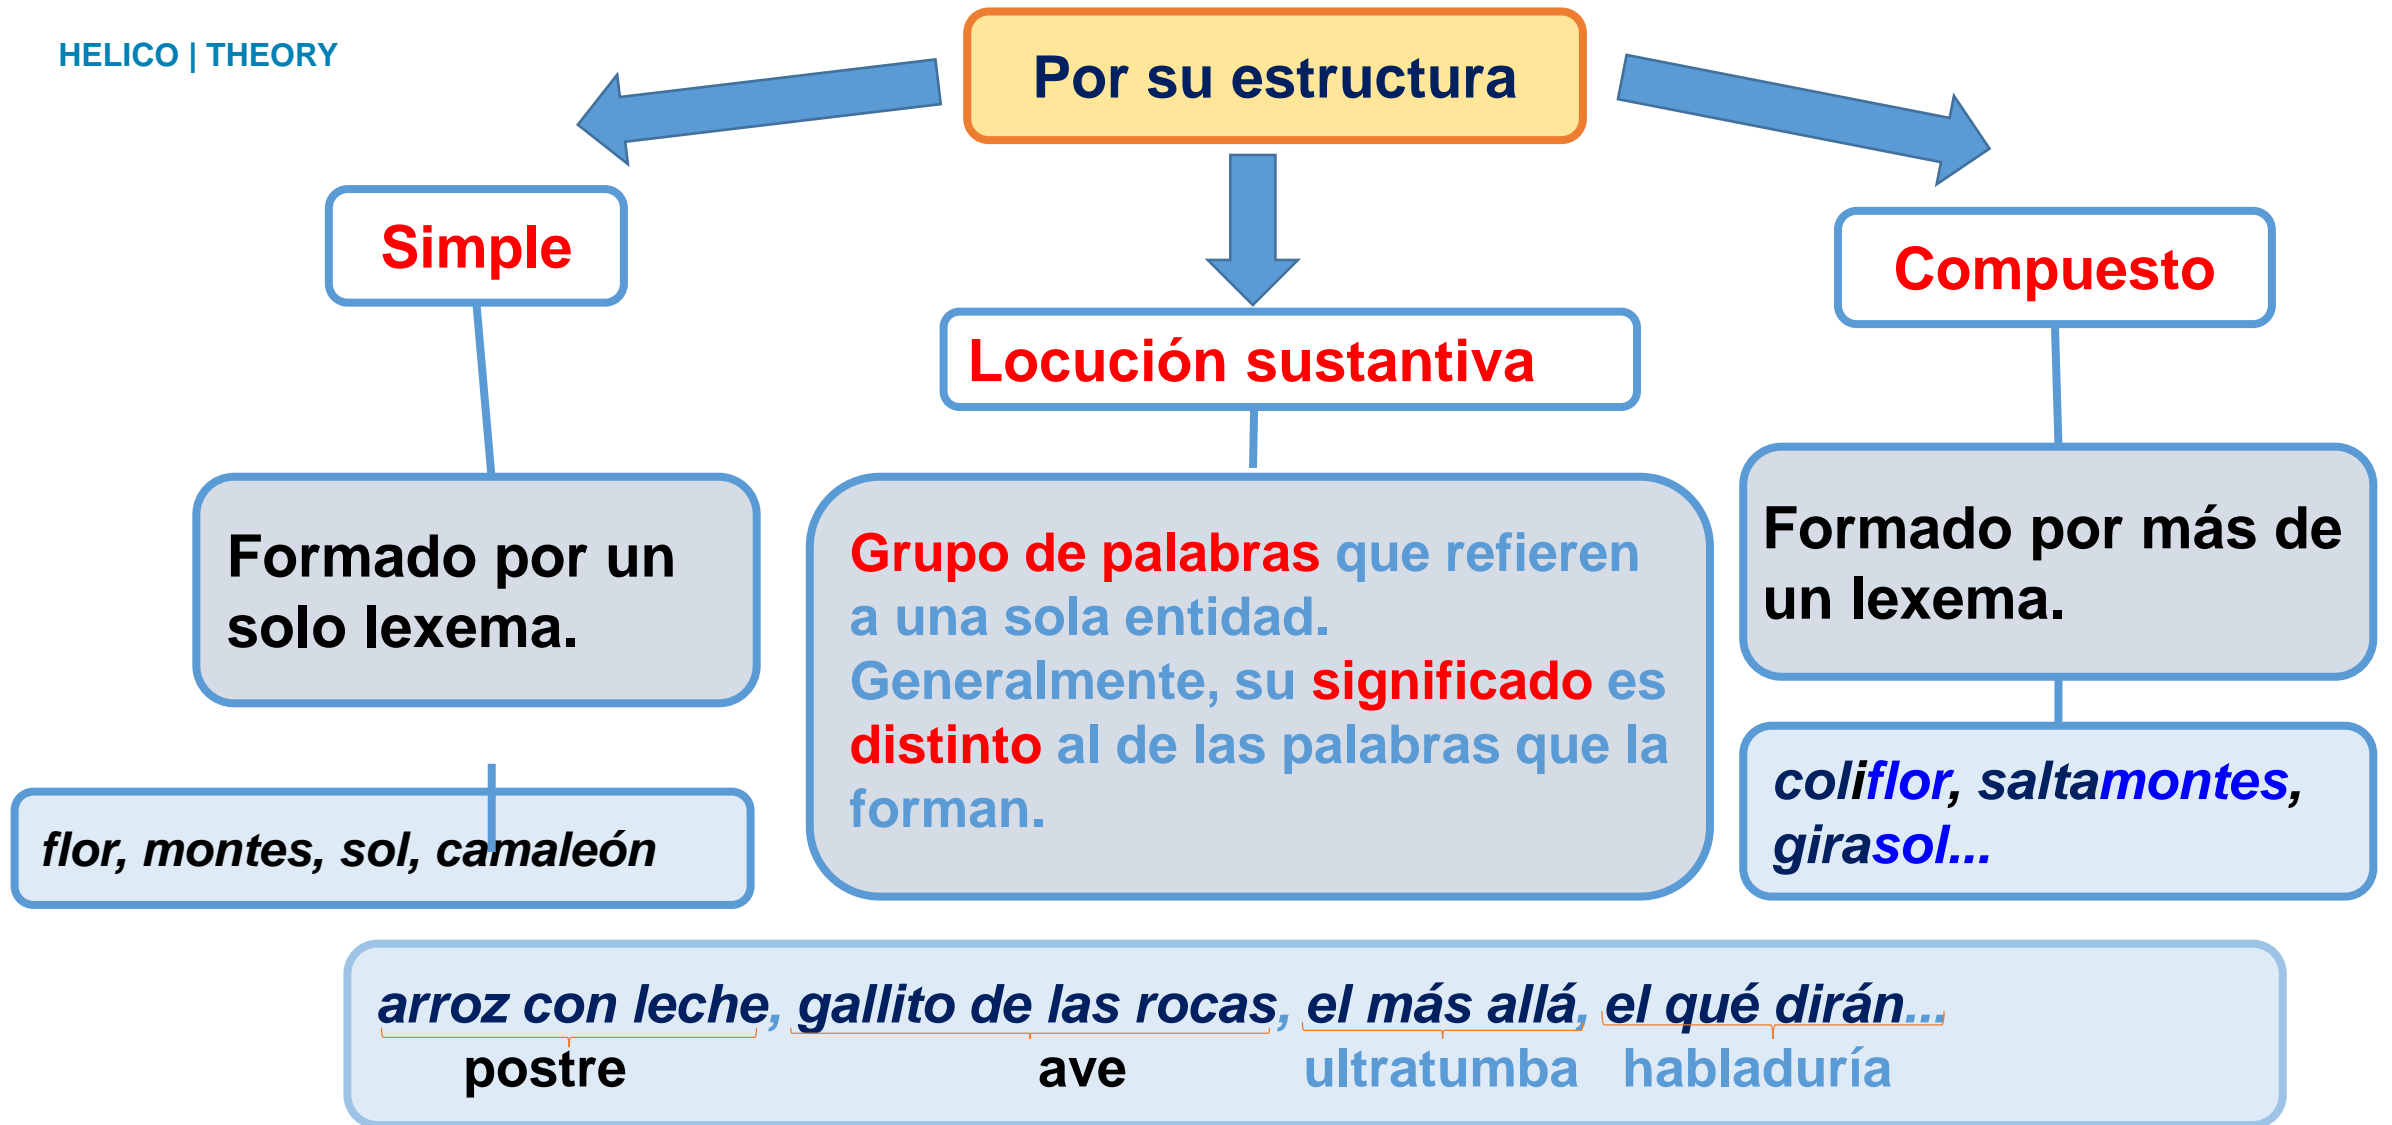 HELICO | THEORY
Por su estructura
Simple
Locución sustantiva
Compuesto
Formado por un
solo lexema.
Grupo de palabras que refieren
a una sola entidad.
Generalmente, su significado es
distinto al de las palabras que la
forman.
Formado por más de
un lexema.
flor, montes, sol, camaleón
coliflor, saltamontes,
girasol...
arroz con leche, gallito de las rocas, el más allá, el qué dirán...
postre ave ultratumba habladuría